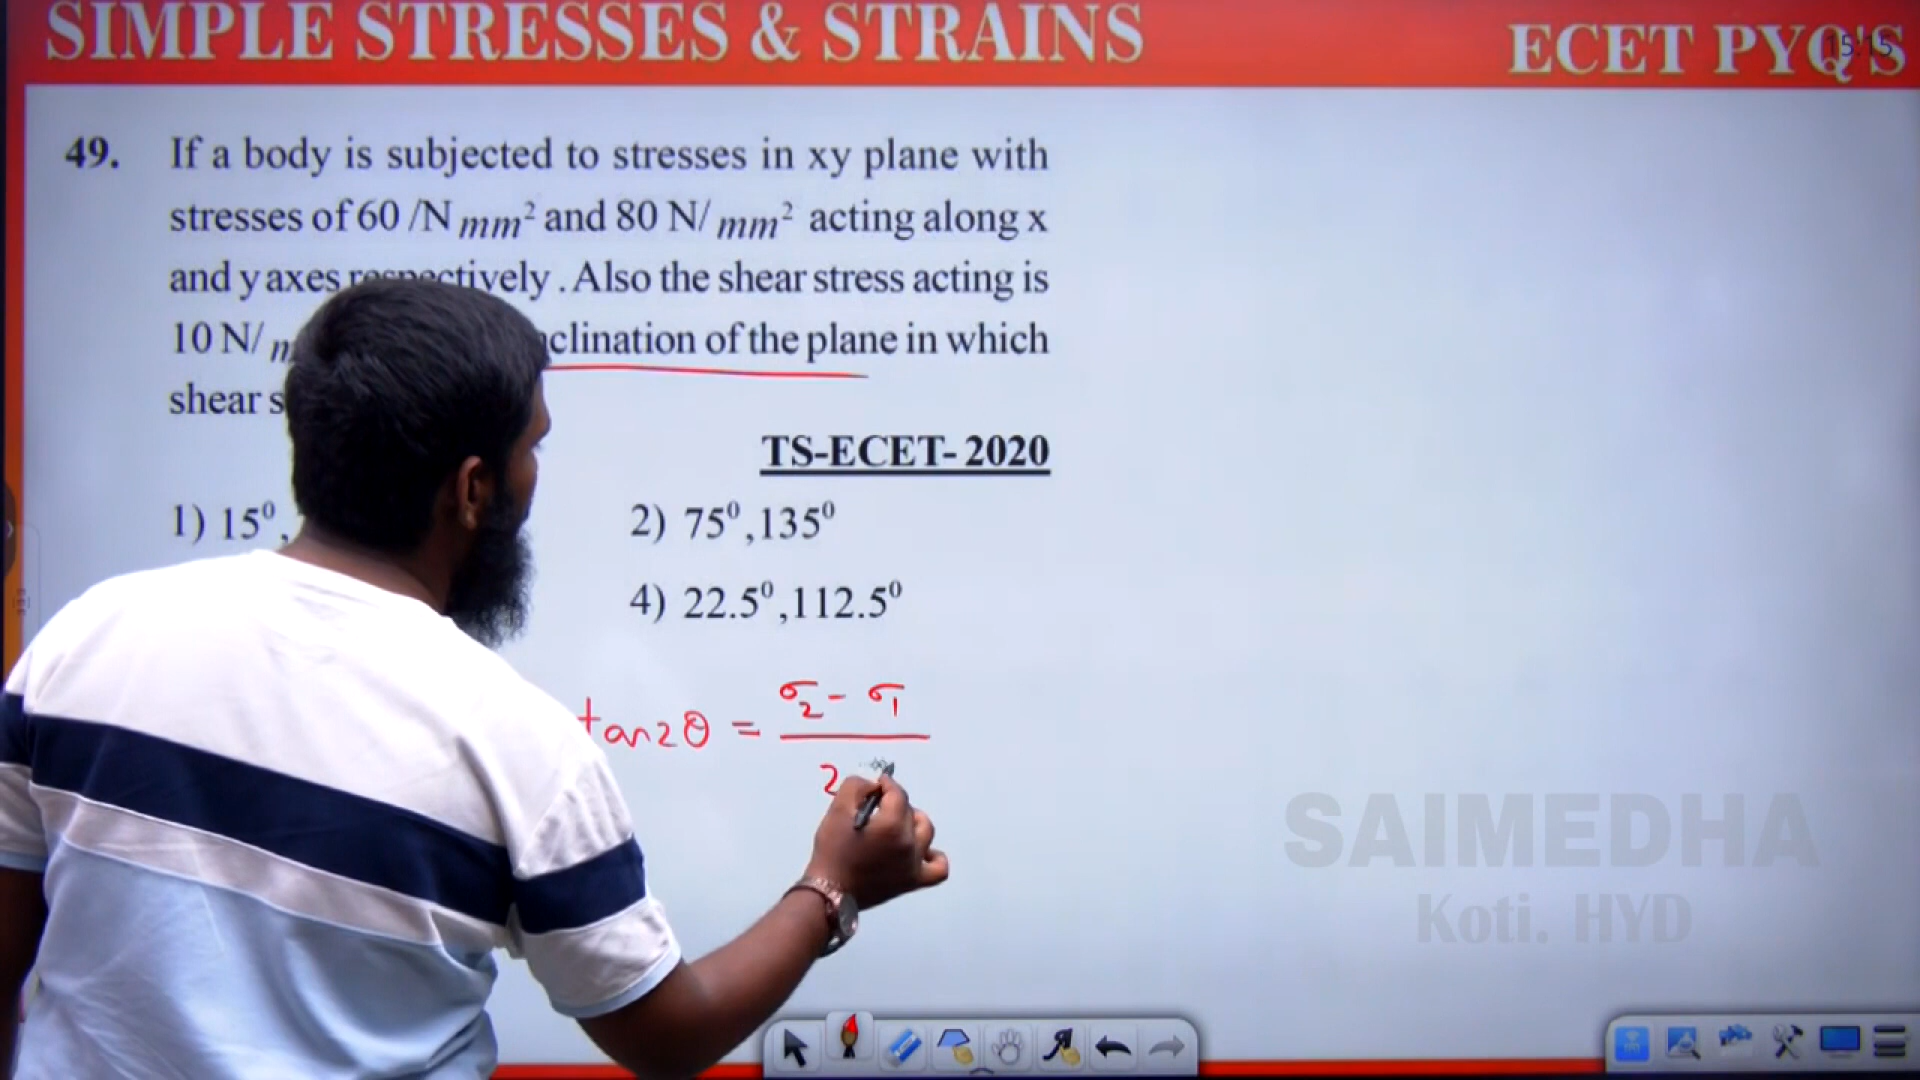 SIMPLE STRESSES & STRAINS
ECET PYQ'S
15:15
49. If a body is subjected to stresses in xy plane with
stresses of 60 /N mm² and 80 N/ mm² acting along x
and y axes respectively . Also the shear stress acting is
10 N/ clination of the plane in which
shear
TS-ECET- 2020
1) 15⁰, 2) 75⁰,135⁰
4) 22.5⁰,112.5⁰
tan2θ = σ₂ - σ₁
2
SAIMEDHA
Koti. HYD